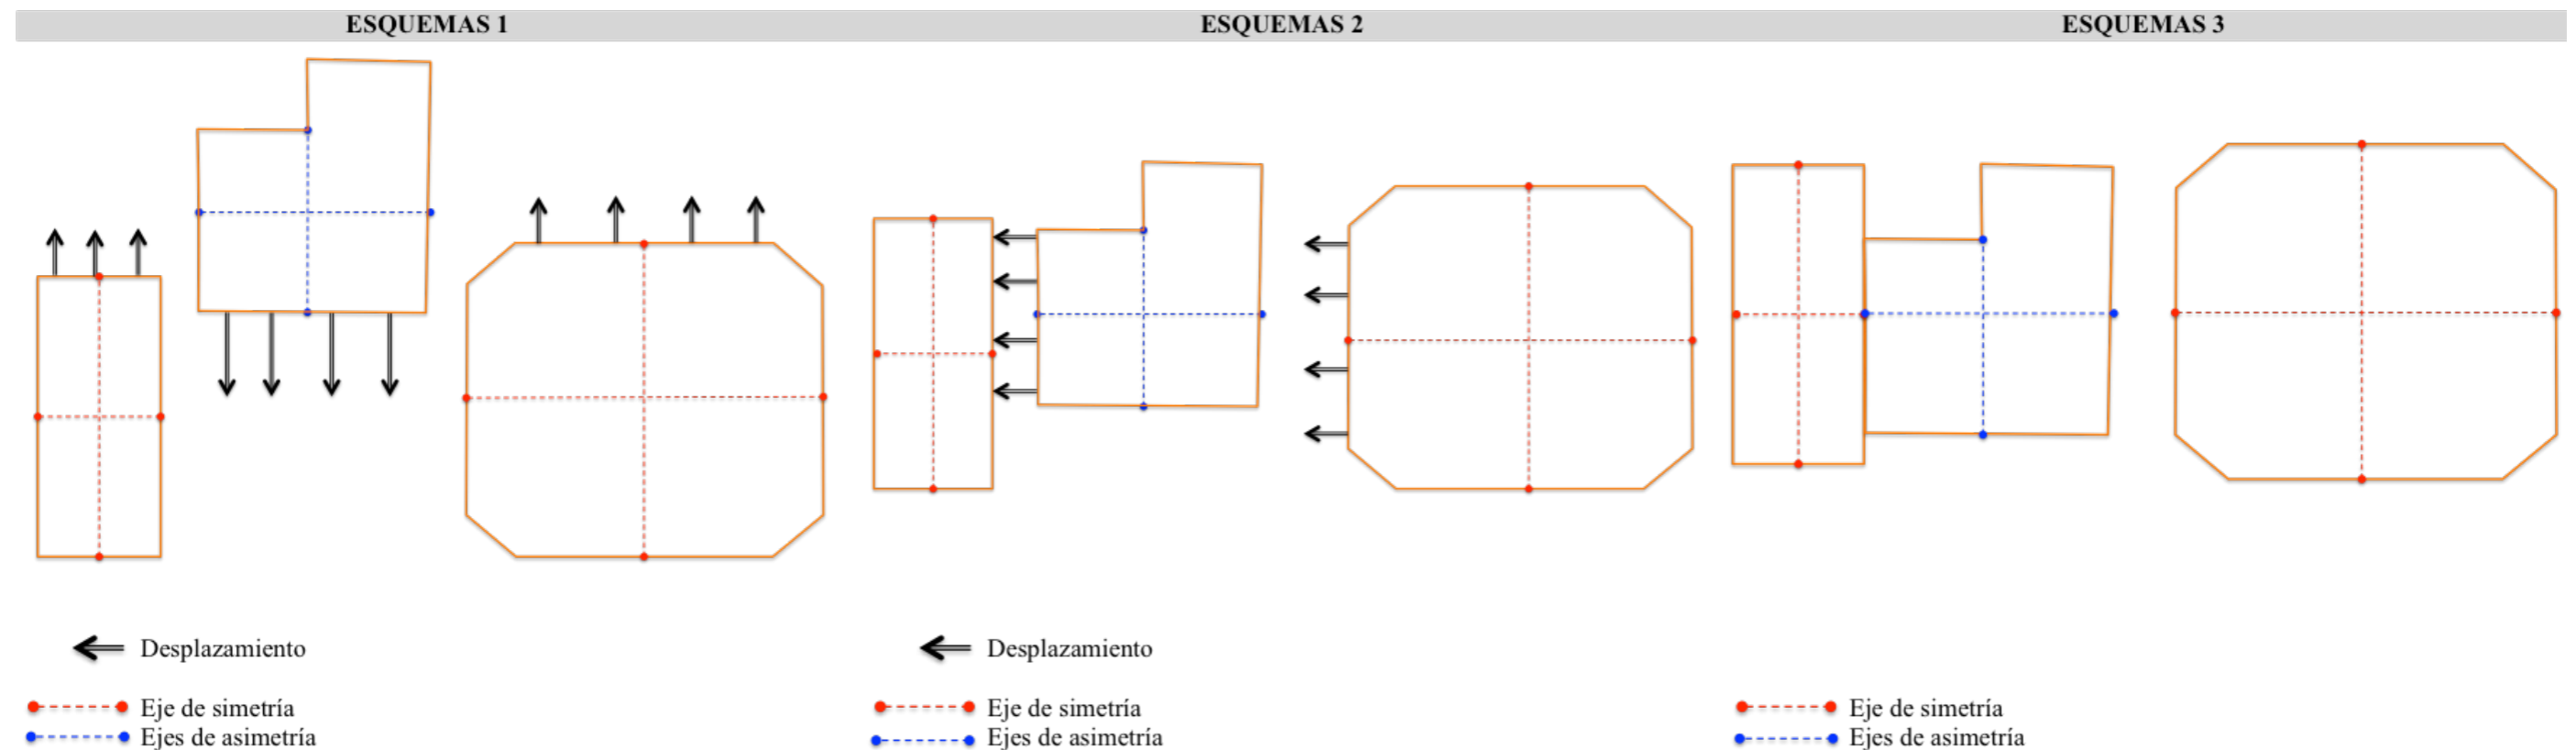 ESQUEMAS 1
ESQUEMAS 2
ESQUEMAS 3
Desplazamiento
Eje de simetría
Ejes de asimetría
Desplazamiento
Eje de simetría
Ejes de asimetría
Eje de simetría
Ejes de asimetría